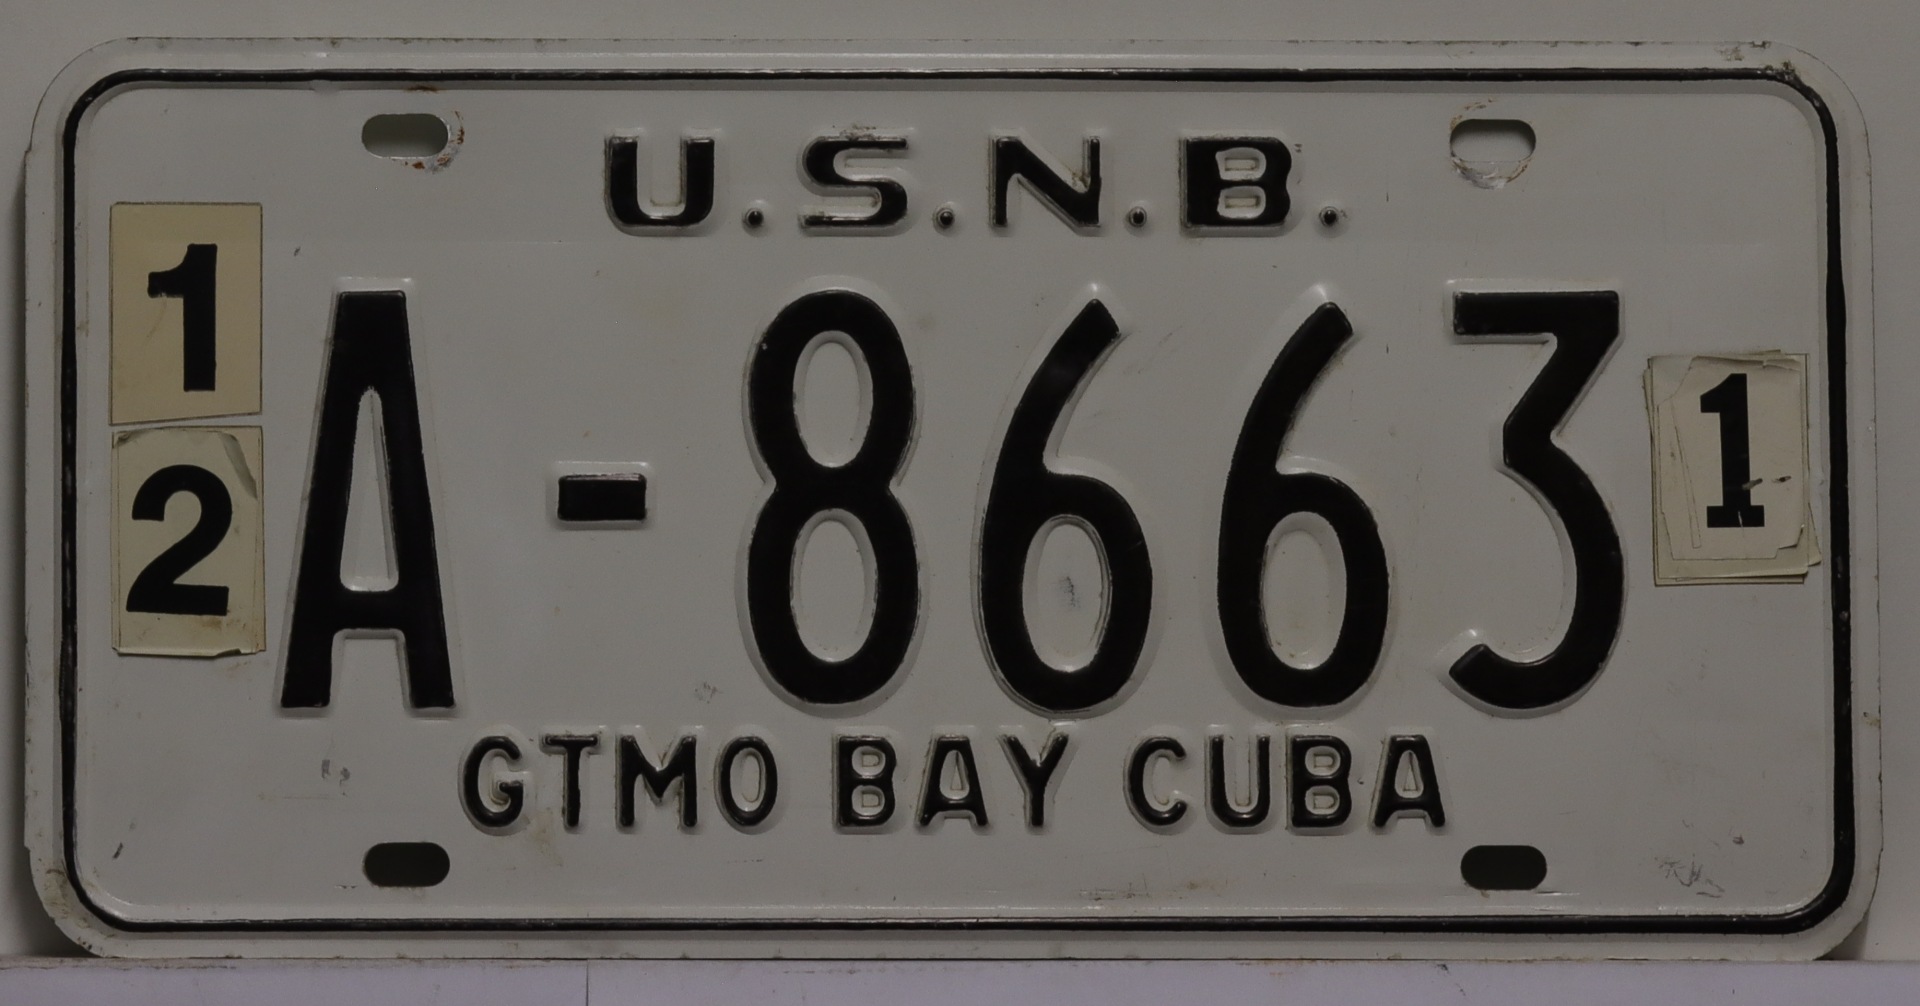 U.S.N.B.
1
2
A-8663
1
GTMO BAY CUBA